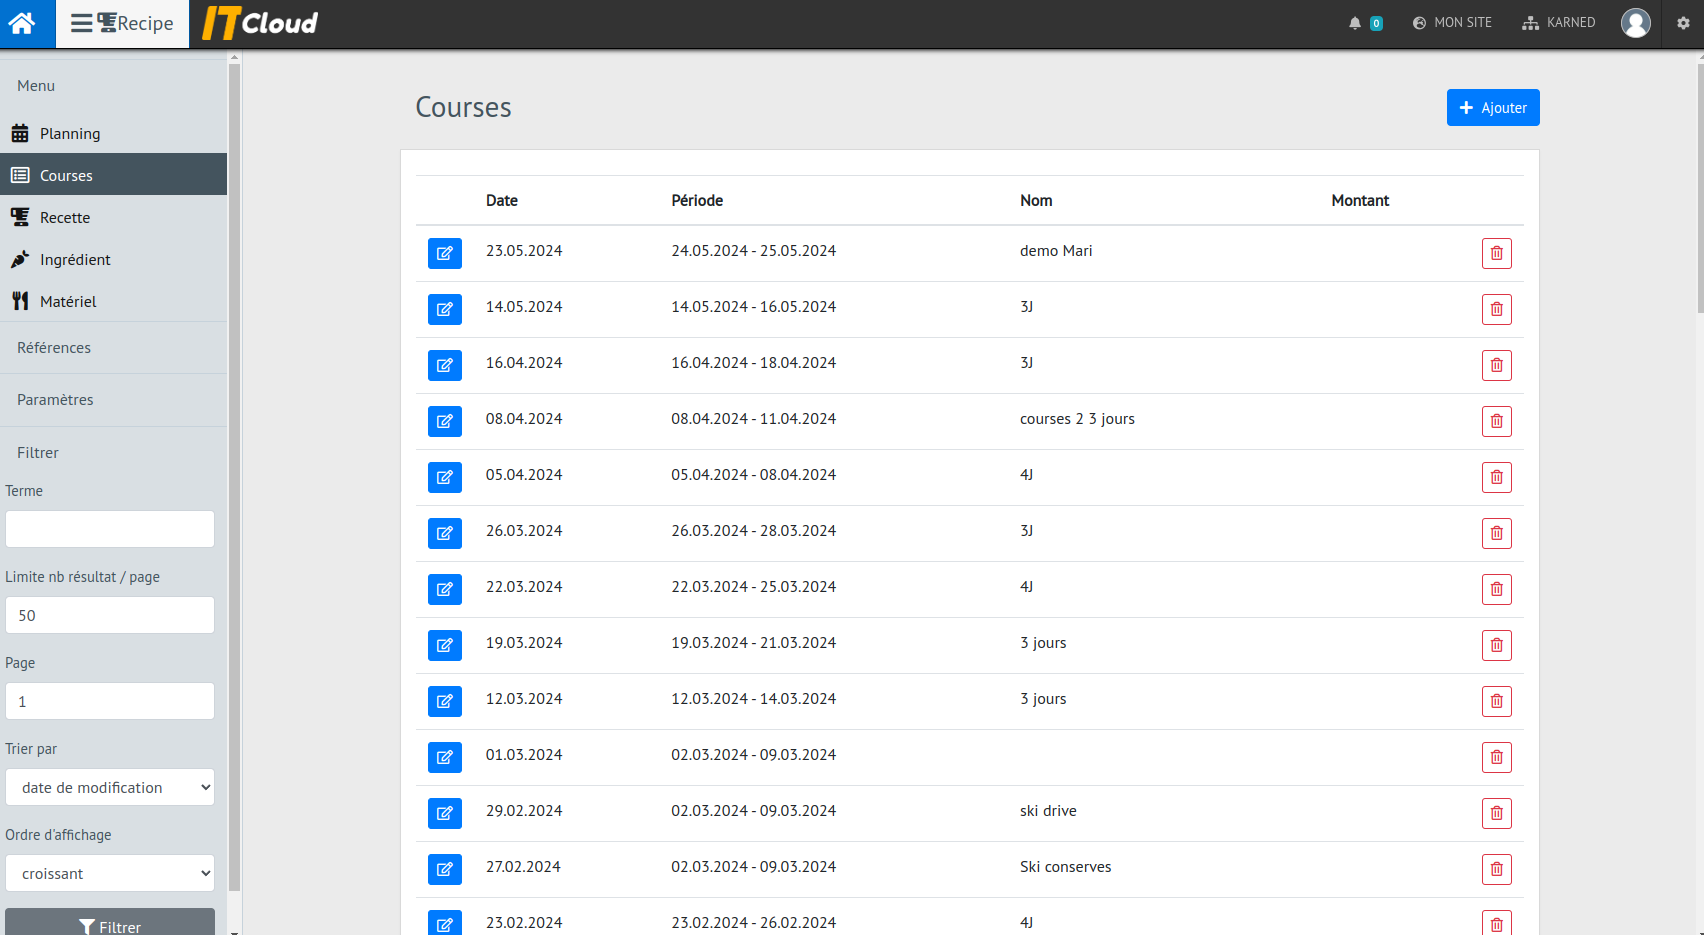 Recipe
ITCloud
0
MON SITE
KARNED
Menu
Planning
Courses
Recette
Ingrédient
Matériel
Références
Paramètres
Filtrer
Terme
Limite nb résultat / page
50
Page
1
Trier par
date de modification
Ordre d'affichage
croissant
Filtrer
Courses
Ajouter
Date Période Nom Montant
23.05.2024 24.05.2024 - 25.05.2024 demo Mari
14.05.2024 14.05.2024 - 16.05.2024 3J
16.04.2024 16.04.2024 - 18.04.2024 3J
08.04.2024 08.04.2024 - 11.04.2024 courses 2 3 jours
05.04.2024 05.04.2024 - 08.04.2024 4J
26.03.2024 26.03.2024 - 28.03.2024 3J
22.03.2024 22.03.2024 - 25.03.2024 4J
19.03.2024 19.03.2024 - 21.03.2024 3 jours
12.03.2024 12.03.2024 - 14.03.2024 3 jours
01.03.2024 02.03.2024 - 09.03.2024
29.02.2024 02.03.2024 - 09.03.2024 ski drive
27.02.2024 02.03.2024 - 09.03.2024 Ski conserves
23.02.2024 23.02.2024 - 26.02.2024 4J